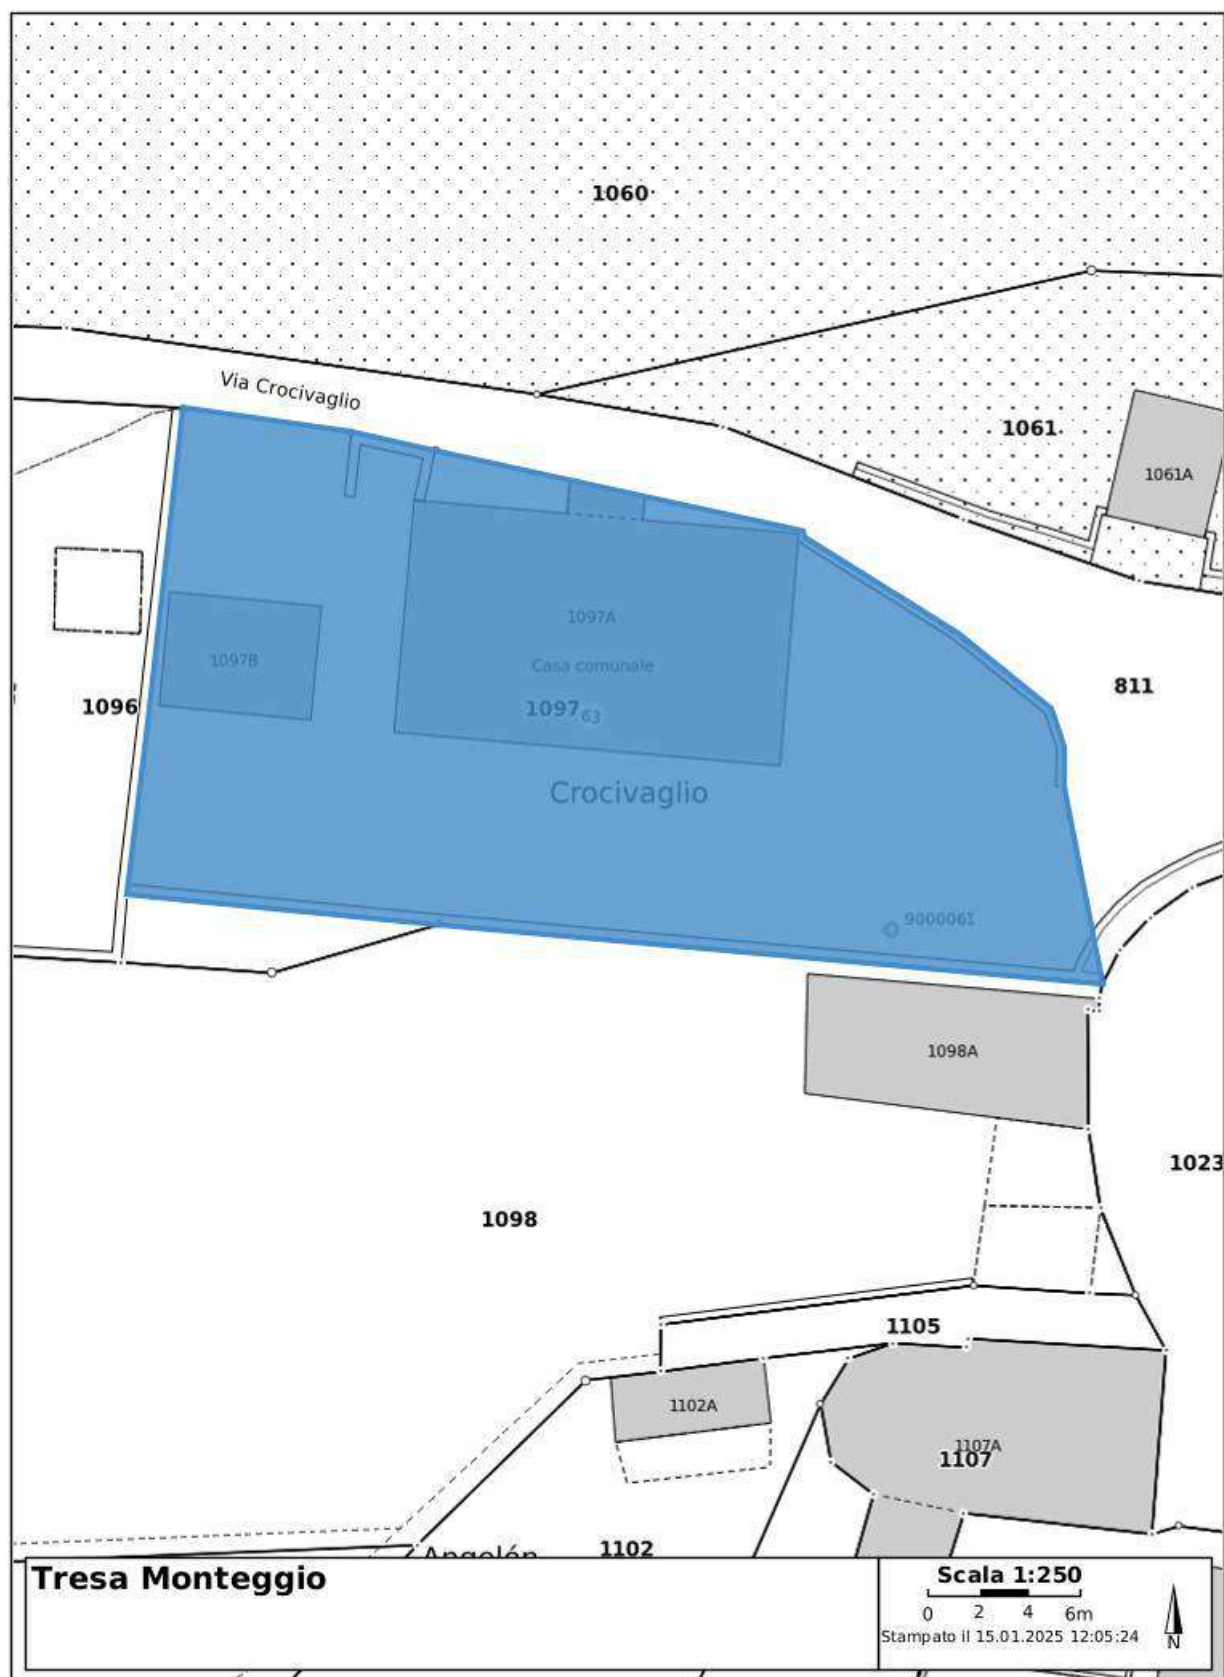 1060
Via Crocivaglio
1061
1061A
1097A
1097B
Casa comunale
811
1096
1097 63
Crocivaglio
9000061
1098A
1023
1098
1105
1102A
1107A
1107
1102
Angolén
Tresa Monteggio
Scala 1:250
0 2 4 6m
Stampato il 15.01.2025 12:05:24
N